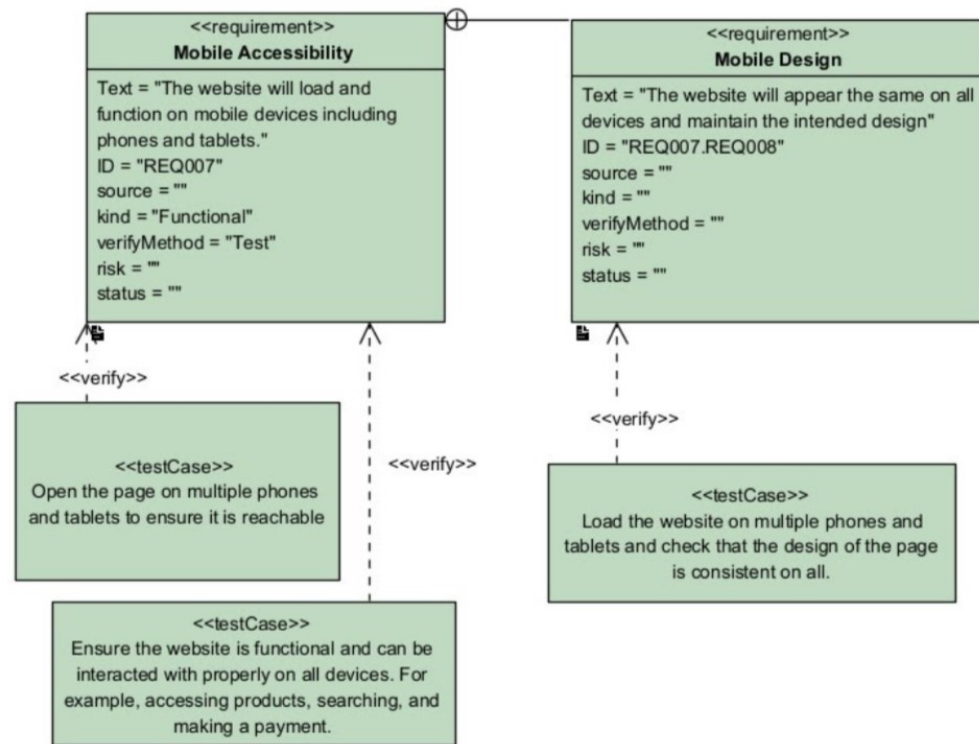 <<requirement>>
Mobile Accessibility
Text = "The website will load and
function on mobile devices including
phones and tablets."
ID = "REQ007"
source = ""
kind = "Functional"
verifyMethod = "Test"
risk = ""
status = ""
<<requirement>>
Mobile Design
Text = "The website will appear the same on all
devices and maintain the intended design"
ID = "REQ007.REQ008"
source = ""
kind = ""
verifyMethod = ""
risk = ""
status = ""
<<verify>>
<<verify>>
<<verify>>
<<testCase>>
Open the page on multiple phones
and tablets to ensure it is reachable
<<testCase>>
Load the website on multiple phones and
tablets and check that the design of the page
is consistent on all.
<<testCase>>
Ensure the website is functional and can be
interacted with properly on all devices. For
example, accessing products, searching, and
making a payment.